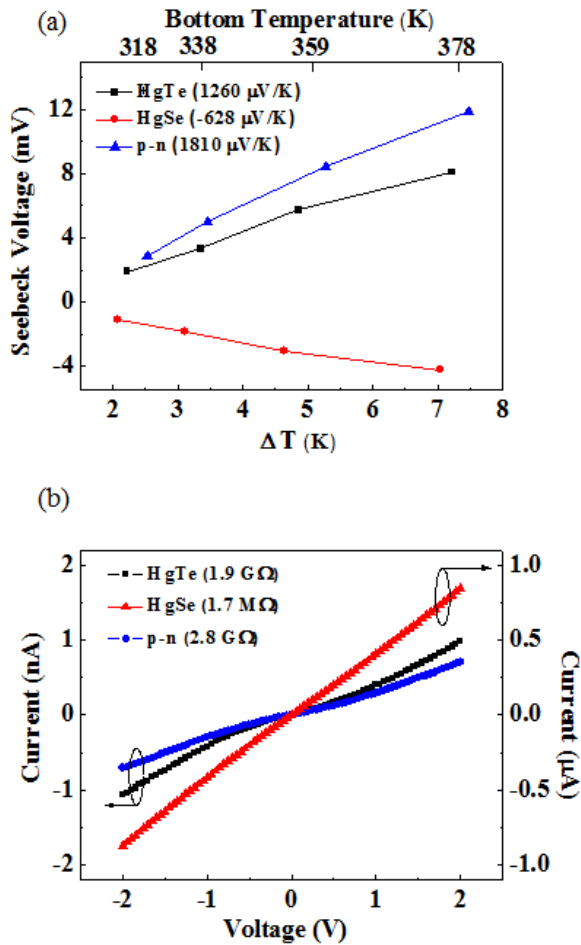 (a)
Bottom Temperature (K)
318 338 359 378
HgTe (1260 μV/K)
HgSe (-628 μV/K)
p-n (1810 μV/K)
12
8
4
0
-4
Seebeck Voltage (mV)
2 3 4 5 6 7 8
ΔT (K)
(b)
HgTe (1.9 GΩ)
HgSe (1.7 MΩ)
p-n (2.8 GΩ)
2
1
0
-1
-2
Current (nA)
1.0
0.5
0.0
-0.5
-1.0
Current (μA)
-2 -1 0 1 2
Voltage (V)